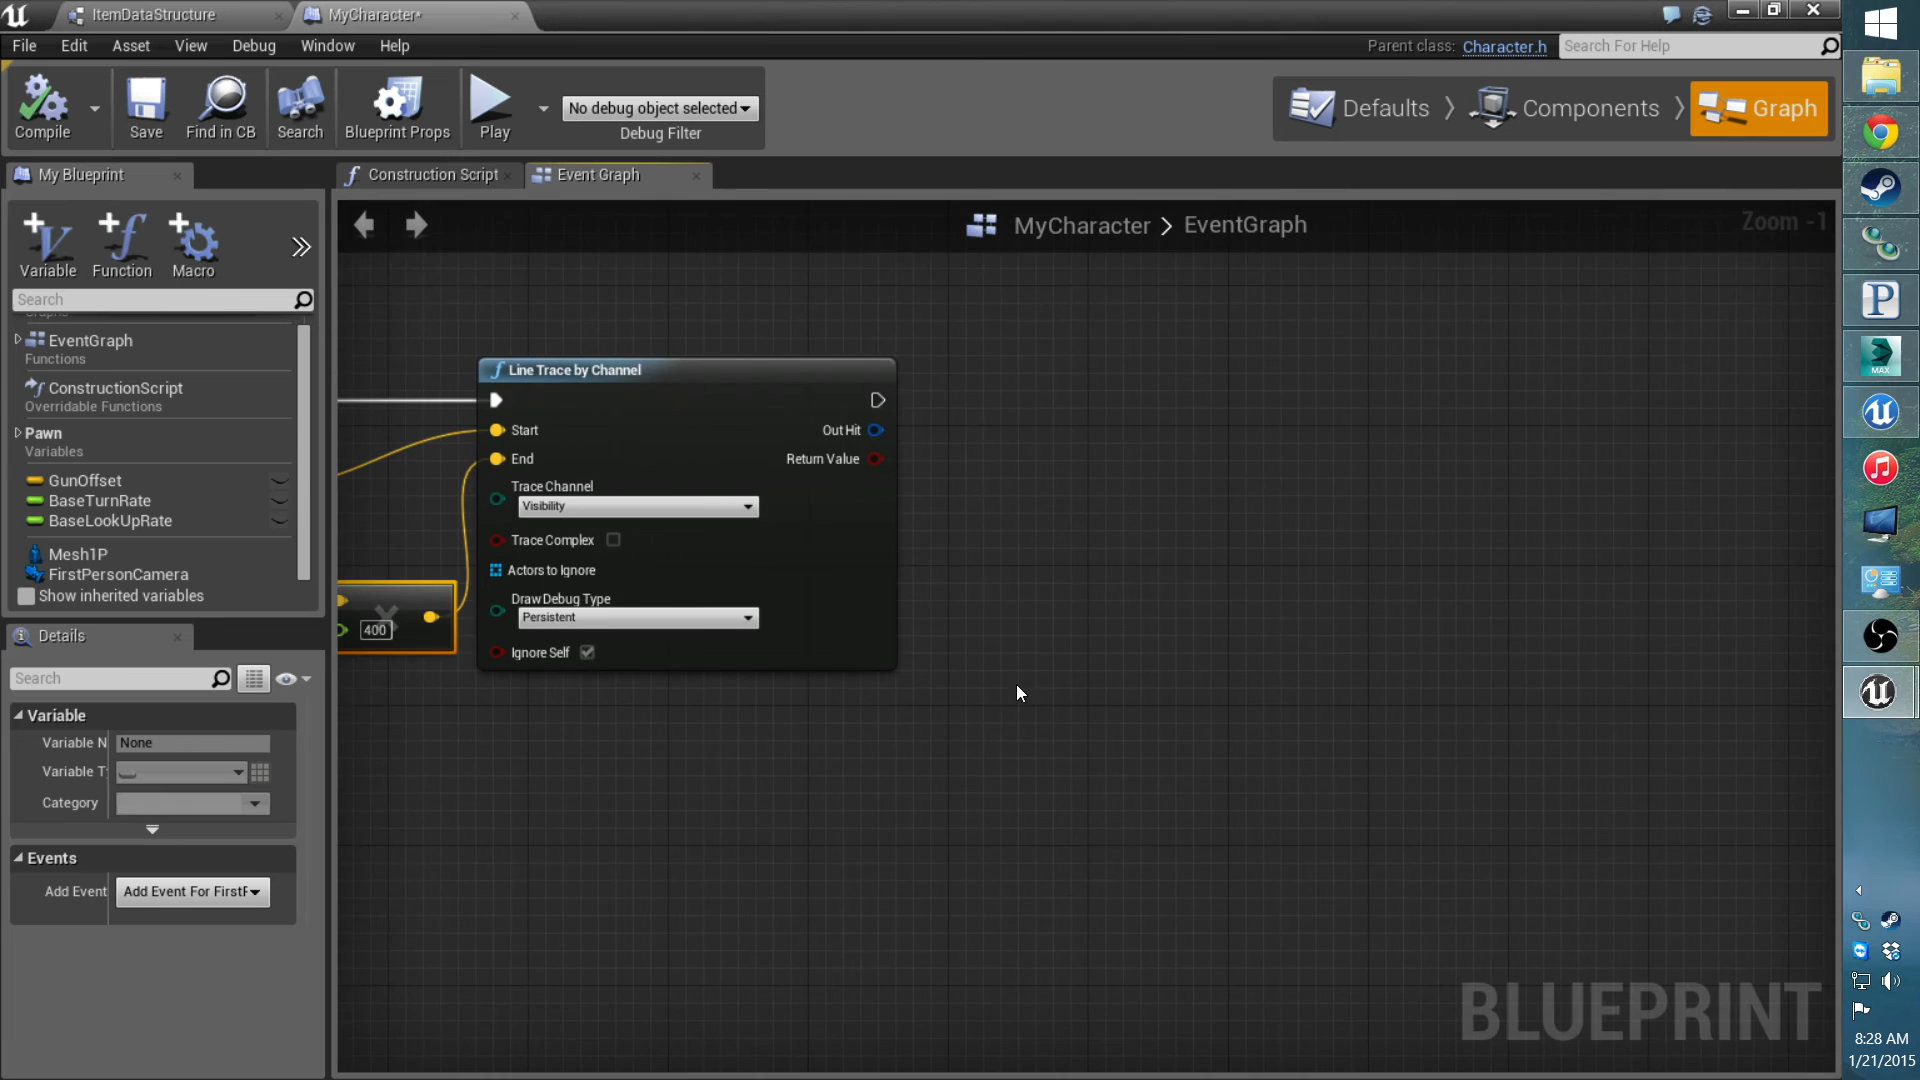 ItemDataStructure
MyCharacter*
File Edit Asset View Debug Window Help
Parent class: Character.h
Search For Help
Compile
Save
Find in CB
Search
Blueprint Props
Play
No debug object selected
Debug Filter
Defaults
Components
Graph
My Blueprint
Construction Script
Event Graph
Variable
Function
Macro
Search
MyCharacter > EventGraph
Zoom -1
EventGraph
Functions
ConstructionScript
Overridable Functions
Pawn
Variables
GunOffset
BaseTurnRate
BaseLookUpRate
Mesh1P
FirstPersonCamera
Show inherited variables
Line Trace by Channel
Start
Out Hit
End
Return Value
Trace Channel
Visibility
Trace Complex
Actors to Ignore
Draw Debug Type
Persistent
Ignore Self
400
Details
Search
Variable
Variable N
None
Variable T
Category
Events
Add Event
Add Event For First
BLUEPRINT
MAX
8:28 AM
1/21/2015